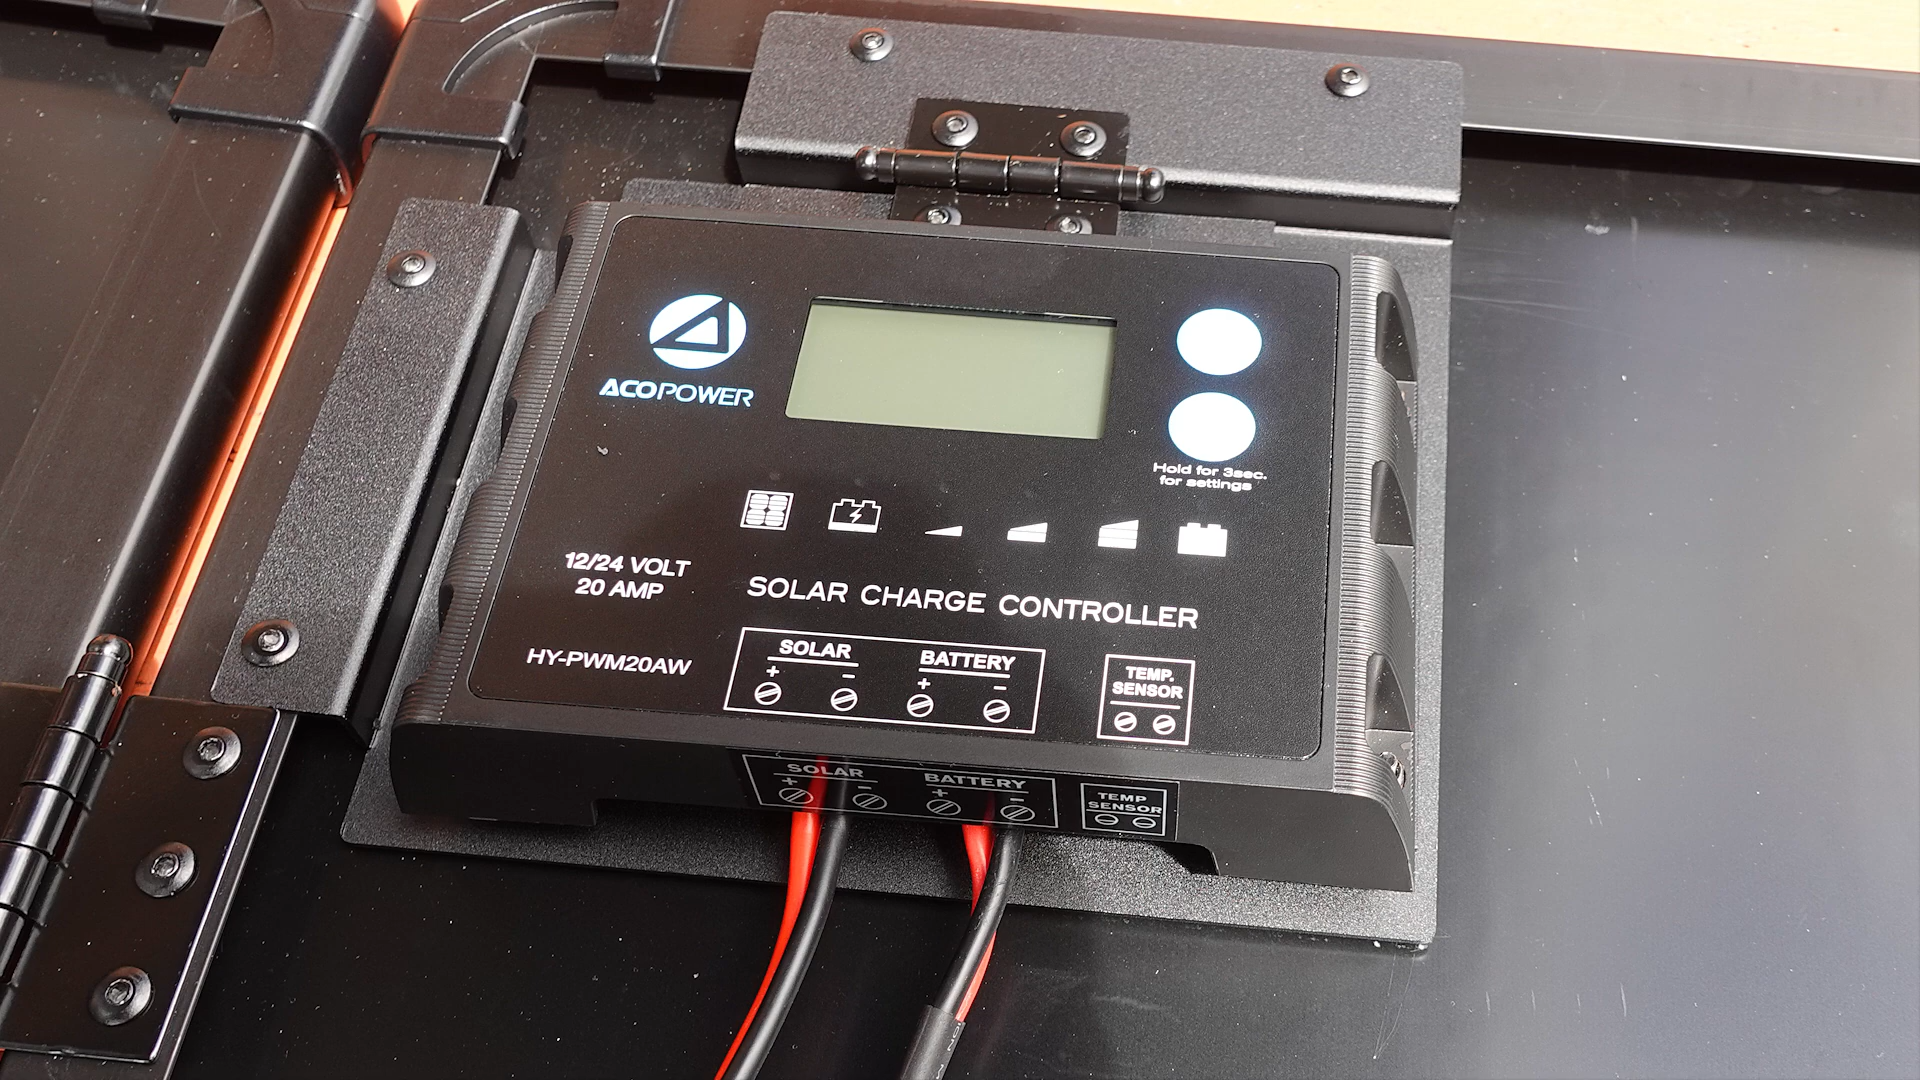 ACOPOWER
Hold for 3sec.
for settings
12/24 VOLT
20 AMP
SOLAR CHARGE CONTROLLER
HY-PWM20AW
SOLAR
+ −
BATTERY
+ −
TEMP.
SENSOR
SOLAR
+ −
BATTERY
+ −
TEMP
SENSOR